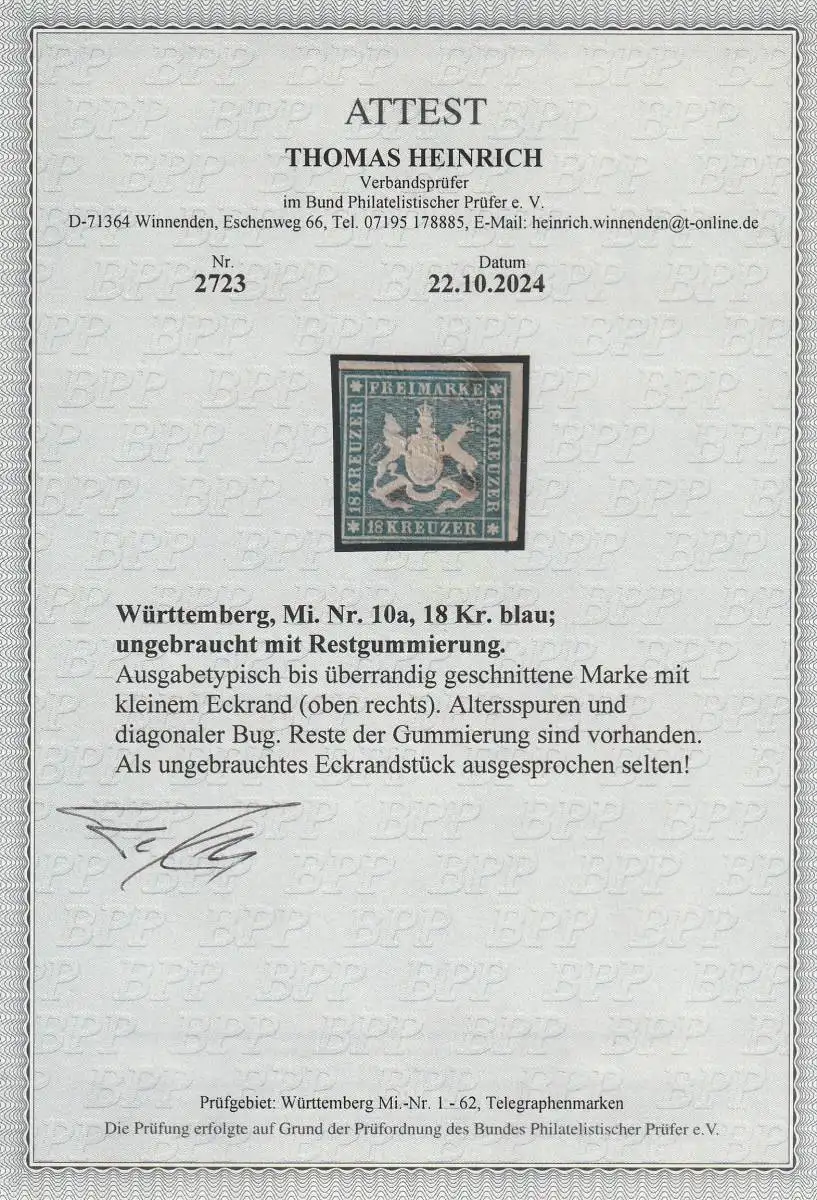 ATTEST
THOMAS HEINRICH
Verbandsprüfer
im Bund Philatelistischer Prüfer e. V.
D-71364 Winnenden, Eschenweg 66, Tel. 07195 178885, E-Mail: heinrich.winnenden@t-online.de
Nr. Datum
2723 22.10.2024
FREIMARKE
18 KREUZER
18 KREUZER
18 KREUZER
Württemberg, Mi. Nr. 10a, 18 Kr. blau;
ungebraucht mit Restgummierung.
Ausgabetypisch bis überrandig geschnittene Marke mit
kleinem Eckrand (oben rechts). Altersspuren und
diagonaler Bug. Reste der Gummierung sind vorhanden.
Als ungebrauchtes Eckrandstück ausgesprochen selten!
Prüfgebiet: Württemberg Mi.-Nr. 1 - 62, Telegraphenmarken
Die Prüfung erfolgte auf Grund der Prüfordnung des Bundes Philatelistischer Prüfer e.V.